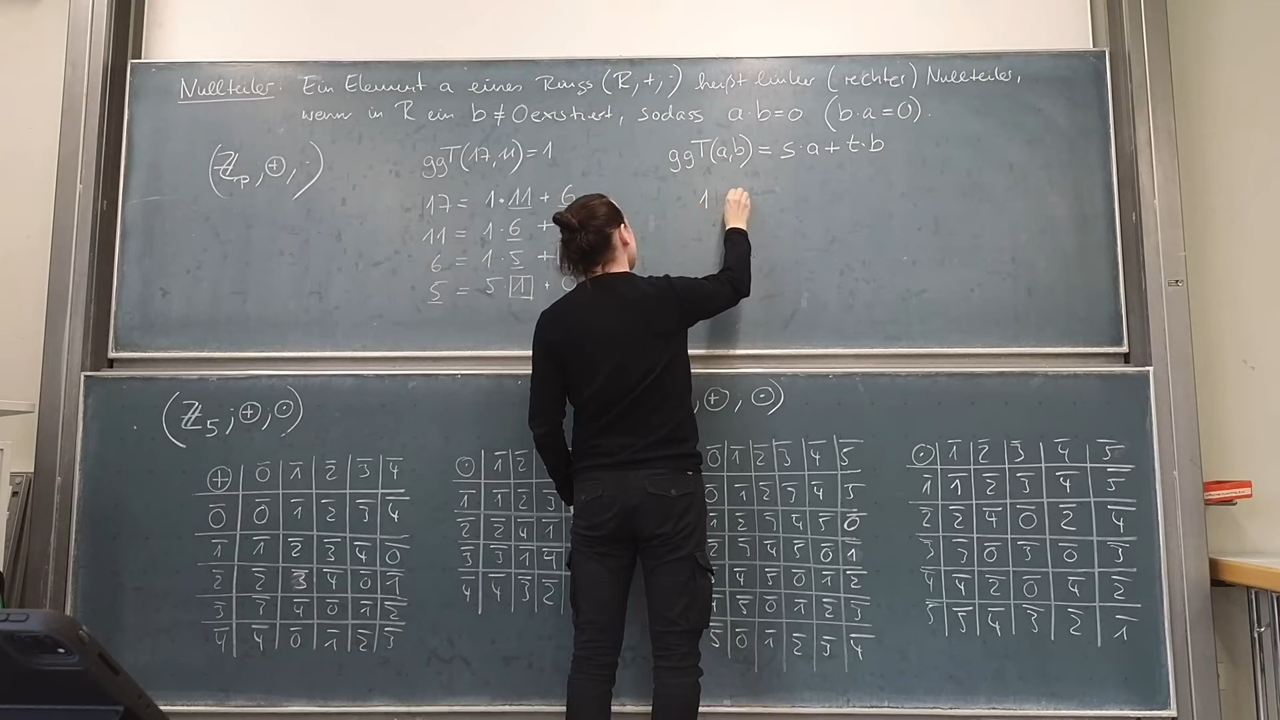 Nullteiler: Ein Element a eines Rings (R,+,·) heißt linker (rechter) Nullteiler,
wenn in R ein b ≠ 0 existiert, sodass a·b=0 (b·a=0).
(ℤp,⊕,·)
ggT(17,11)=1
17 = 1·11 + 6
11 = 1·6 +
6 = 1·5 +
5 = 5·1 + 0
ggT(a,b) = s·a + t·b
1
(ℤ5,⊕,⊙)
⊕ 0̄ 1̄ 2̄ 3̄ 4̄
0̄ 0̄ 1̄ 2̄ 3̄ 4̄
1̄ 1̄ 2̄ 3̄ 4̄ 0̄
2̄ 2̄ 3̄ 4̄ 0̄ 1̄
3̄ 3̄ 4̄ 0̄ 1̄ 2̄
4̄ 4̄ 0̄ 1̄ 2̄ 3̄
⊙ 1̄ 2̄
1̄ 1̄ 2̄ 3̄
2̄ 2̄ 4̄ 1̄
3̄ 3̄ 1̄ 4̄
4̄ 4̄ 3̄ 2̄
,⊕,⊙)
0̄ 1̄ 2̄ 3̄ 4̄ 5̄
0̄ 1̄ 2̄ 3̄ 4̄ 5̄
1̄ 2̄ 3̄ 4̄ 5̄ 0̄
2̄ 3̄ 4̄ 5̄ 0̄ 1̄
4̄ 5̄ 0̄ 1̄ 2̄
4̄ 5̄ 0̄ 1̄ 2̄ 3̄
5̄ 0̄ 1̄ 2̄ 3̄ 4̄
⊙ 1̄ 2̄ 3̄ 4̄ 5̄
1̄ 1̄ 2̄ 3̄ 4̄ 5̄
2̄ 2̄ 4̄ 0̄ 2̄ 4̄
3̄ 3̄ 0̄ 3̄ 0̄ 3̄
4̄ 4̄ 2̄ 0̄ 4̄ 2̄
5̄ 5̄ 4̄ 3̄ 2̄ 1̄